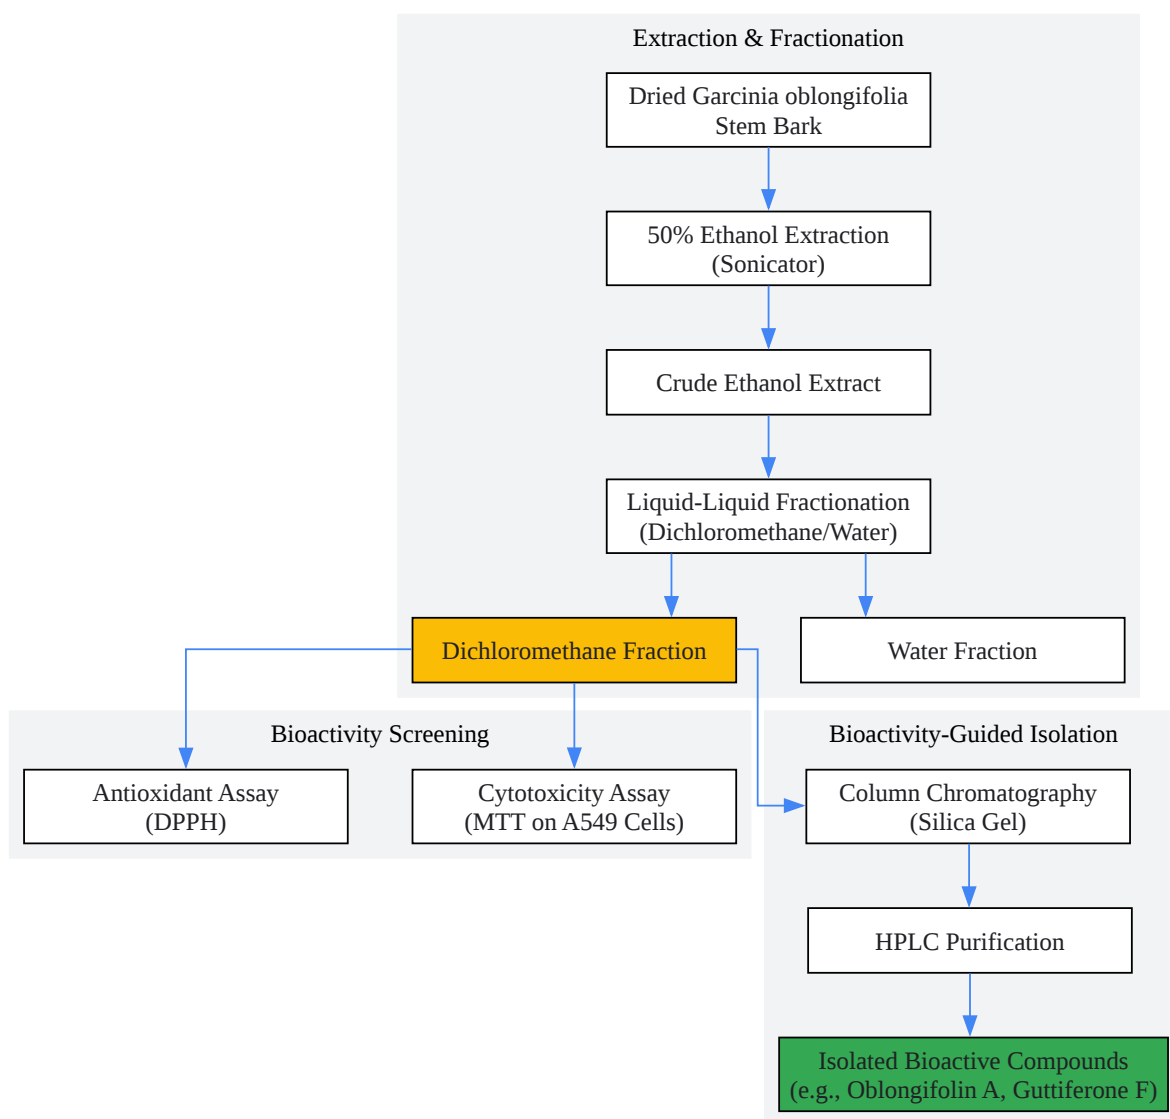 Extraction & Fractionation
Dried Garcinia oblongifolia
Stem Bark
50% Ethanol Extraction
(Sonicator)
Crude Ethanol Extract
Liquid-Liquid Fractionation
(Dichloromethane/Water)
Dichloromethane Fraction
Water Fraction
Bioactivity Screening
Antioxidant Assay
(DPPH)
Cytotoxicity Assay
(MTT on A549 Cells)
Bioactivity-Guided Isolation
Column Chromatography
(Silica Gel)
HPLC Purification
Isolated Bioactive Compounds
(e.g., Oblongifolin A, Guttiferone F)